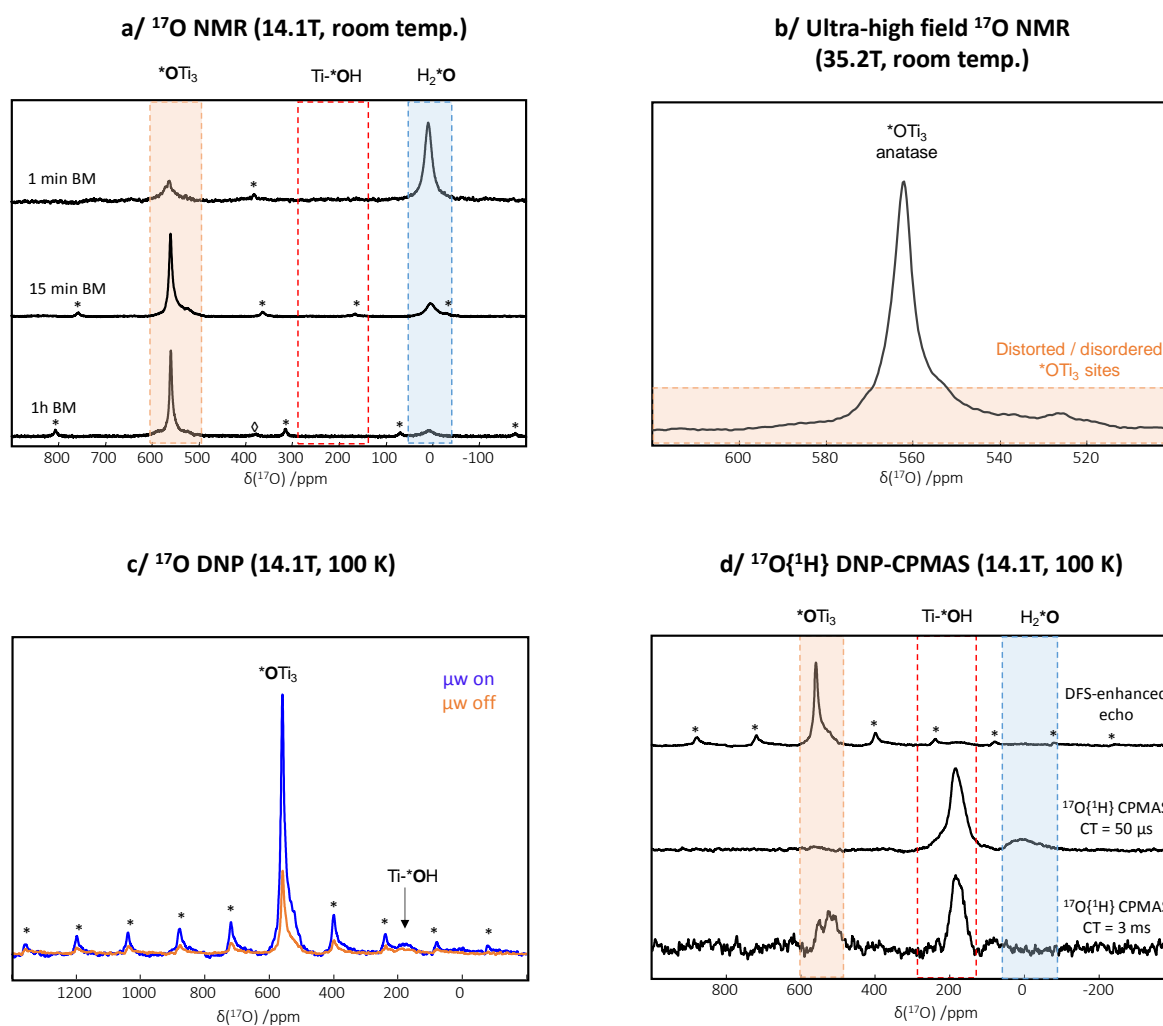 a/ ¹⁷O NMR (14.1T, room temp.)
*OTi₃ Ti-*OH H₂*O
1 min BM
*
15 min BM
* * * *
1h BM
* ◊ * * *
800 700 600 500 400 300 200 100 0 -100
δ(¹⁷O) /ppm
b/ Ultra-high field ¹⁷O NMR
(35.2T, room temp.)
*OTi₃
anatase
Distorted / disordered
*OTi₃ sites
600 580 560 540 520
δ(¹⁷O) /ppm
c/ ¹⁷O DNP (14.1T, 100 K)
*OTi₃
μw on
μw off
Ti-*OH
* * * * * * * * *
1200 1000 800 600 400 200 0
δ(¹⁷O) /ppm
d/ ¹⁷O{¹H} DNP-CPMAS (14.1T, 100 K)
*OTi₃ Ti-*OH H₂*O
DFS-enhanced
echo
* * * * * * *
¹⁷O{¹H} CPMAS
CT = 50 μs
¹⁷O{¹H} CPMAS
CT = 3 ms
800 600 400 200 0 -200
δ(¹⁷O) /ppm